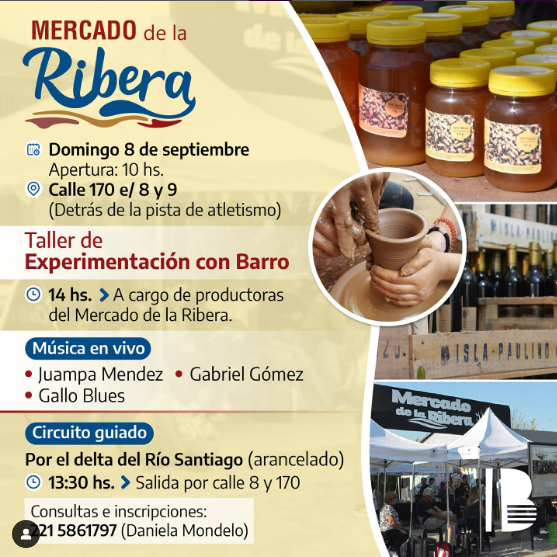 MERCADO de la
Ribera
Domingo 8 de septiembre
Apertura: 10 hs.
Calle 170 e/ 8 y 9
(Detrás de la pista de atletismo)
Taller de
Experimentación con Barro
14 hs. > A cargo de productoras
del Mercado de la Ribera.
Música en vivo
• Juampa Mendez • Gabriel Gómez
• Gallo Blues
Circuito guiado
Por el delta del Río Santiago (arancelado)
13:30 hs. > Salida por calle 8 y 170
Consultas e inscripciones:
221 5861797 (Daniela Mondelo)
ISLA-PAULINO
MISLA-PAULINO
Mercado
de la Ribera
B